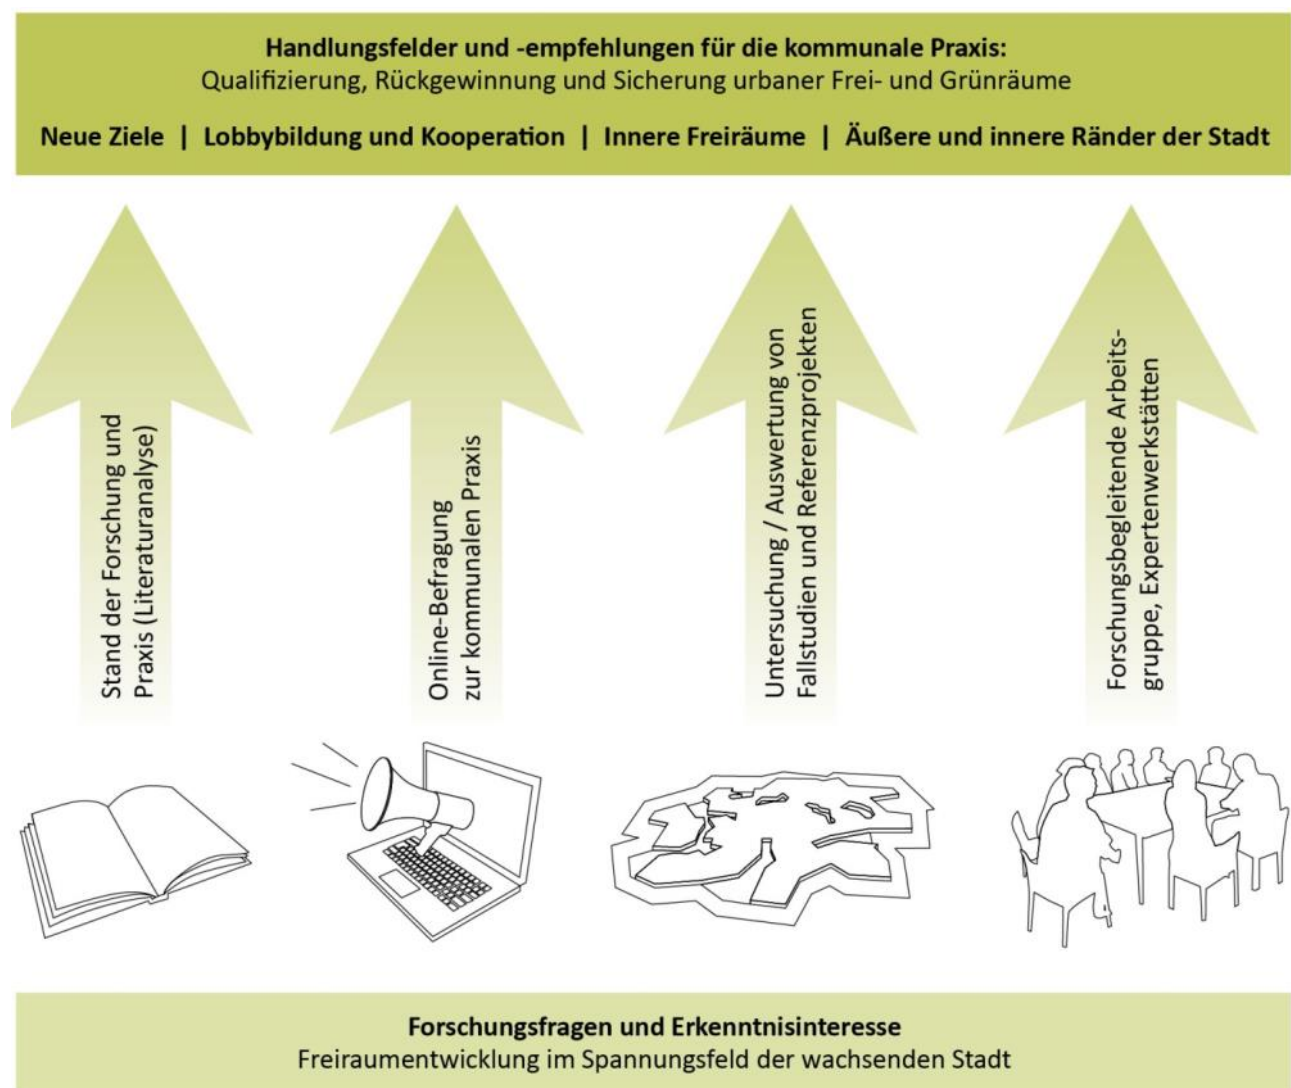 Handlungsfelder und -empfehlungen für die kommunale Praxis:
Qualifizierung, Rückgewinnung und Sicherung urbaner Frei- und Grünräume
Neue Ziele | Lobbybildung und Kooperation | Innere Freiräume | Äußere und innere Ränder der Stadt
Stand der Forschung und
Praxis (Literaturanalyse)
Online-Befragung
zur kommunalen Praxis
Untersuchung / Auswertung von
Fallstudien und Referenzprojekten
Forschungsbegleitende Arbeits-
gruppe, Expertenwerkstätten
Forschungsfragen und Erkenntnisinteresse
Freiraumentwicklung im Spannungsfeld der wachsenden Stadt